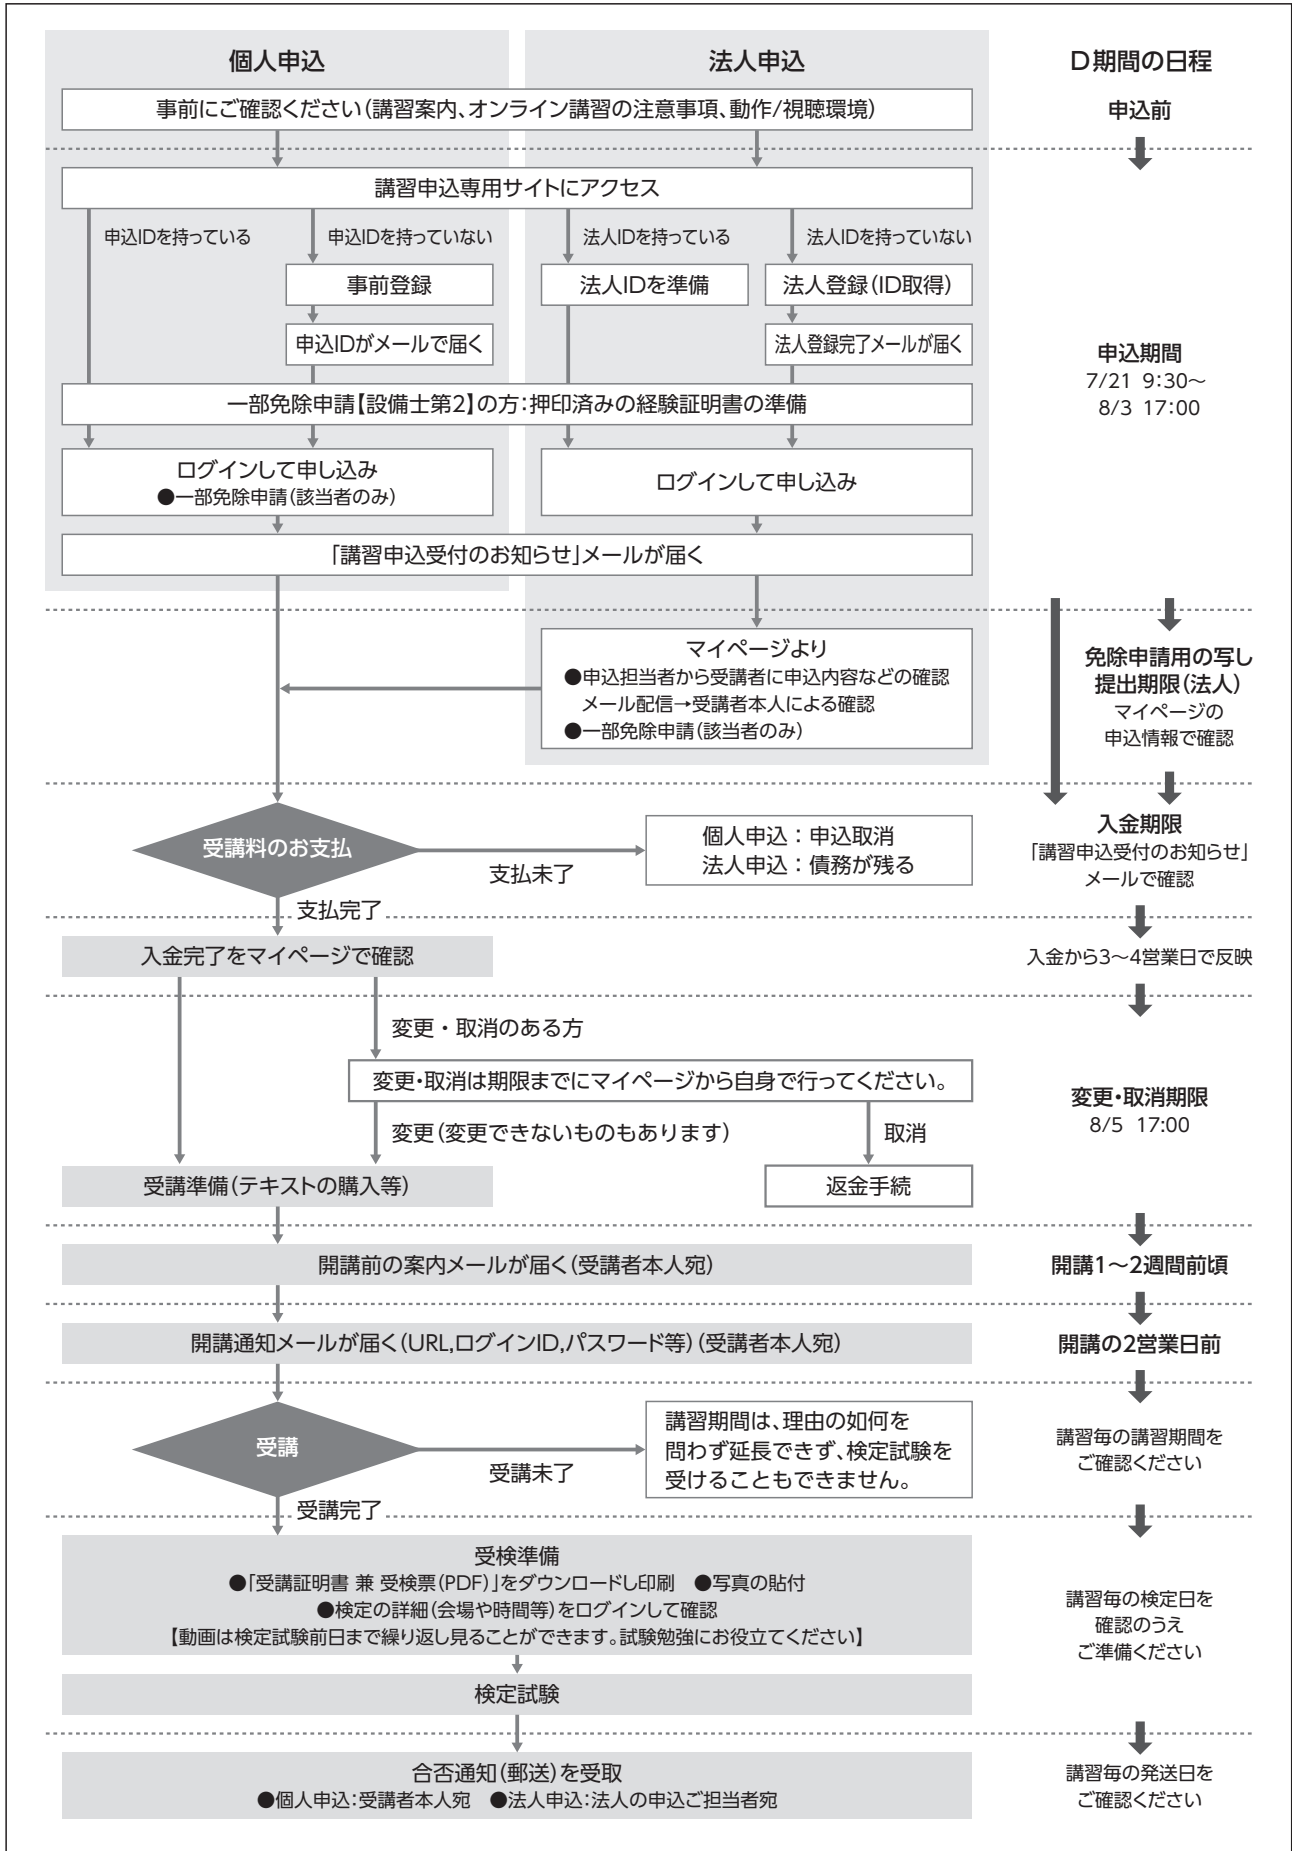 個人申込
法人申込
D期間の日程
事前にご確認ください(講習案内、オンライン講習の注意事項、動作/視聴環境)
申込前
講習申込専用サイトにアクセス
申込IDを持っている
申込IDを持っていない
法人IDを持っている
法人IDを持っていない
事前登録
法人IDを準備
法人登録(ID取得)
申込IDがメールで届く
法人登録完了メールが届く
申込期間
7/21 9:30～
8/3 17:00
一部免除申請【設備士第2】の方：押印済みの経験証明書の準備
ログインして申し込み
●一部免除申請(該当者のみ)
ログインして申し込み
「講習申込受付のお知らせ」メールが届く
マイページより
●申込担当者から受講者に申込内容などの確認
メール配信→受講者本人による確認
●一部免除申請(該当者のみ)
免除申請用の写し
提出期限(法人)
マイページの
申込情報で確認
受講料のお支払
支払未了
個人申込：申込取消
法人申込：債務が残る
入金期限
「講習申込受付のお知らせ」
メールで確認
支払完了
入金完了をマイページで確認
入金から3～4営業日で反映
変更・取消のある方
変更・取消は期限までにマイページから自身で行ってください。
変更・取消期限
8/5 17:00
変更(変更できないものもあります)
取消
受講準備(テキストの購入等)
返金手続
開講前の案内メールが届く(受講者本人宛)
開講1～2週間前頃
開講通知メールが届く(URL,ログインID,パスワード等)(受講者本人宛)
開講の2営業日前
受講
受講未了
講習期間は、理由の如何を
問わず延長できず、検定試験を
受けることもできません。
講習毎の講習期間を
ご確認ください
受講完了
受検準備
●「受講証明書 兼 受検票(PDF)」をダウンロードし印刷 ●写真の貼付
●検定の詳細(会場や時間等)をログインして確認
【動画は検定試験前日まで繰り返し見ることができます。試験勉強にお役立てください】
講習毎の検定日を
確認のうえ
ご準備ください
検定試験
合否通知(郵送)を受取
●個人申込：受講者本人宛 ●法人申込：法人の申込ご担当者宛
講習毎の発送日を
ご確認ください